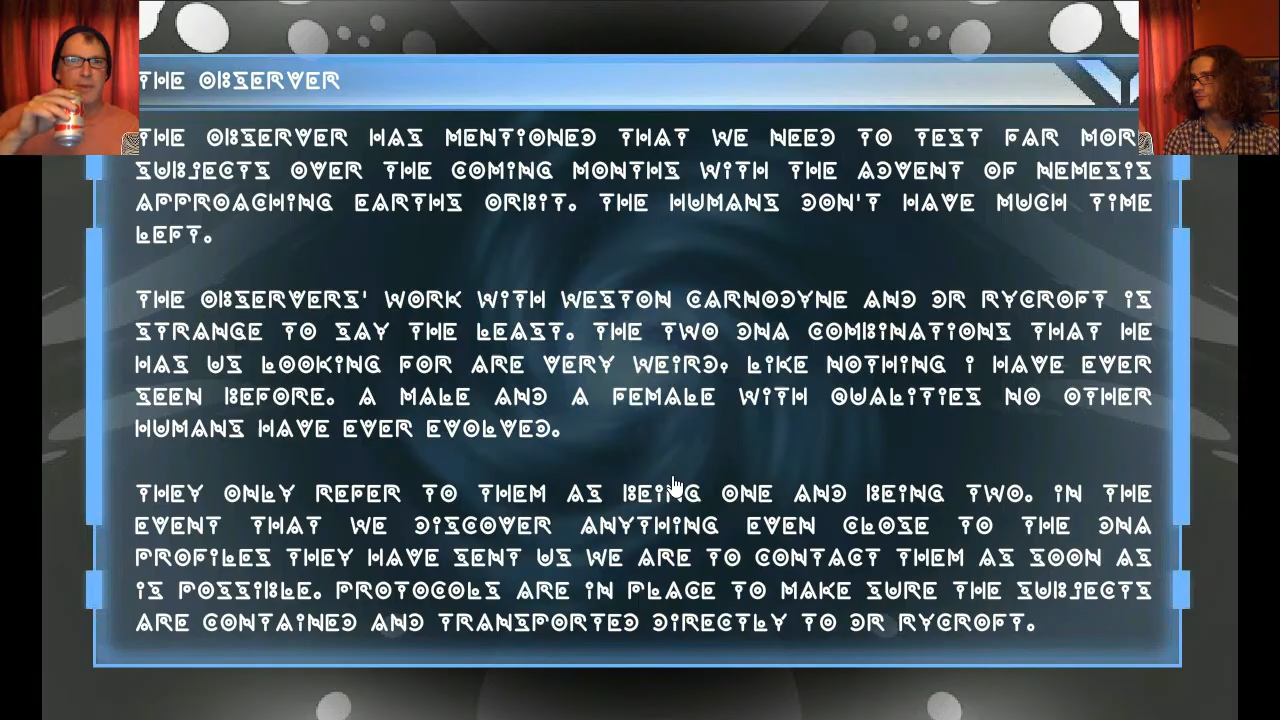 THE OBSERVER
THE OBSERVER HAS MENTIONED THAT WE NEED TO TEST FAR MORE
SUBJECTS OVER THE COMING MONTHS WITH THE ADVENT OF NEMESIS
APPROACHING EARTHS ORBIT. THE HUMANS DON'T HAVE MUCH TIME
LEFT.
THE OBSERVERS' WORK WITH WESTON CARNODYNE AND DR RYCROFT IS
STRANGE TO SAY THE LEAST. THE TWO DNA COMBINATIONS THAT HE
HAS US LOOKING FOR ARE VERY WEIRD, LIKE NOTHING I HAVE EVER
SEEN BEFORE. A MALE AND A FEMALE WITH QUALITIES NO OTHER
HUMANS HAVE EVER EVOLVED.
THEY ONLY REFER TO THEM AS BEING ONE AND BEING TWO. IN THE
EVENT THAT WE DISCOVER ANYTHING EVEN CLOSE TO THE DNA
PROFILES THEY HAVE SENT US WE ARE TO CONTACT THEM AS SOON AS
IS POSSIBLE. PROTOCOLS ARE IN PLACE TO MAKE SURE THE SUBJECTS
ARE CONTAINED AND TRANSPORTED DIRECTLY TO DR RYCROFT.